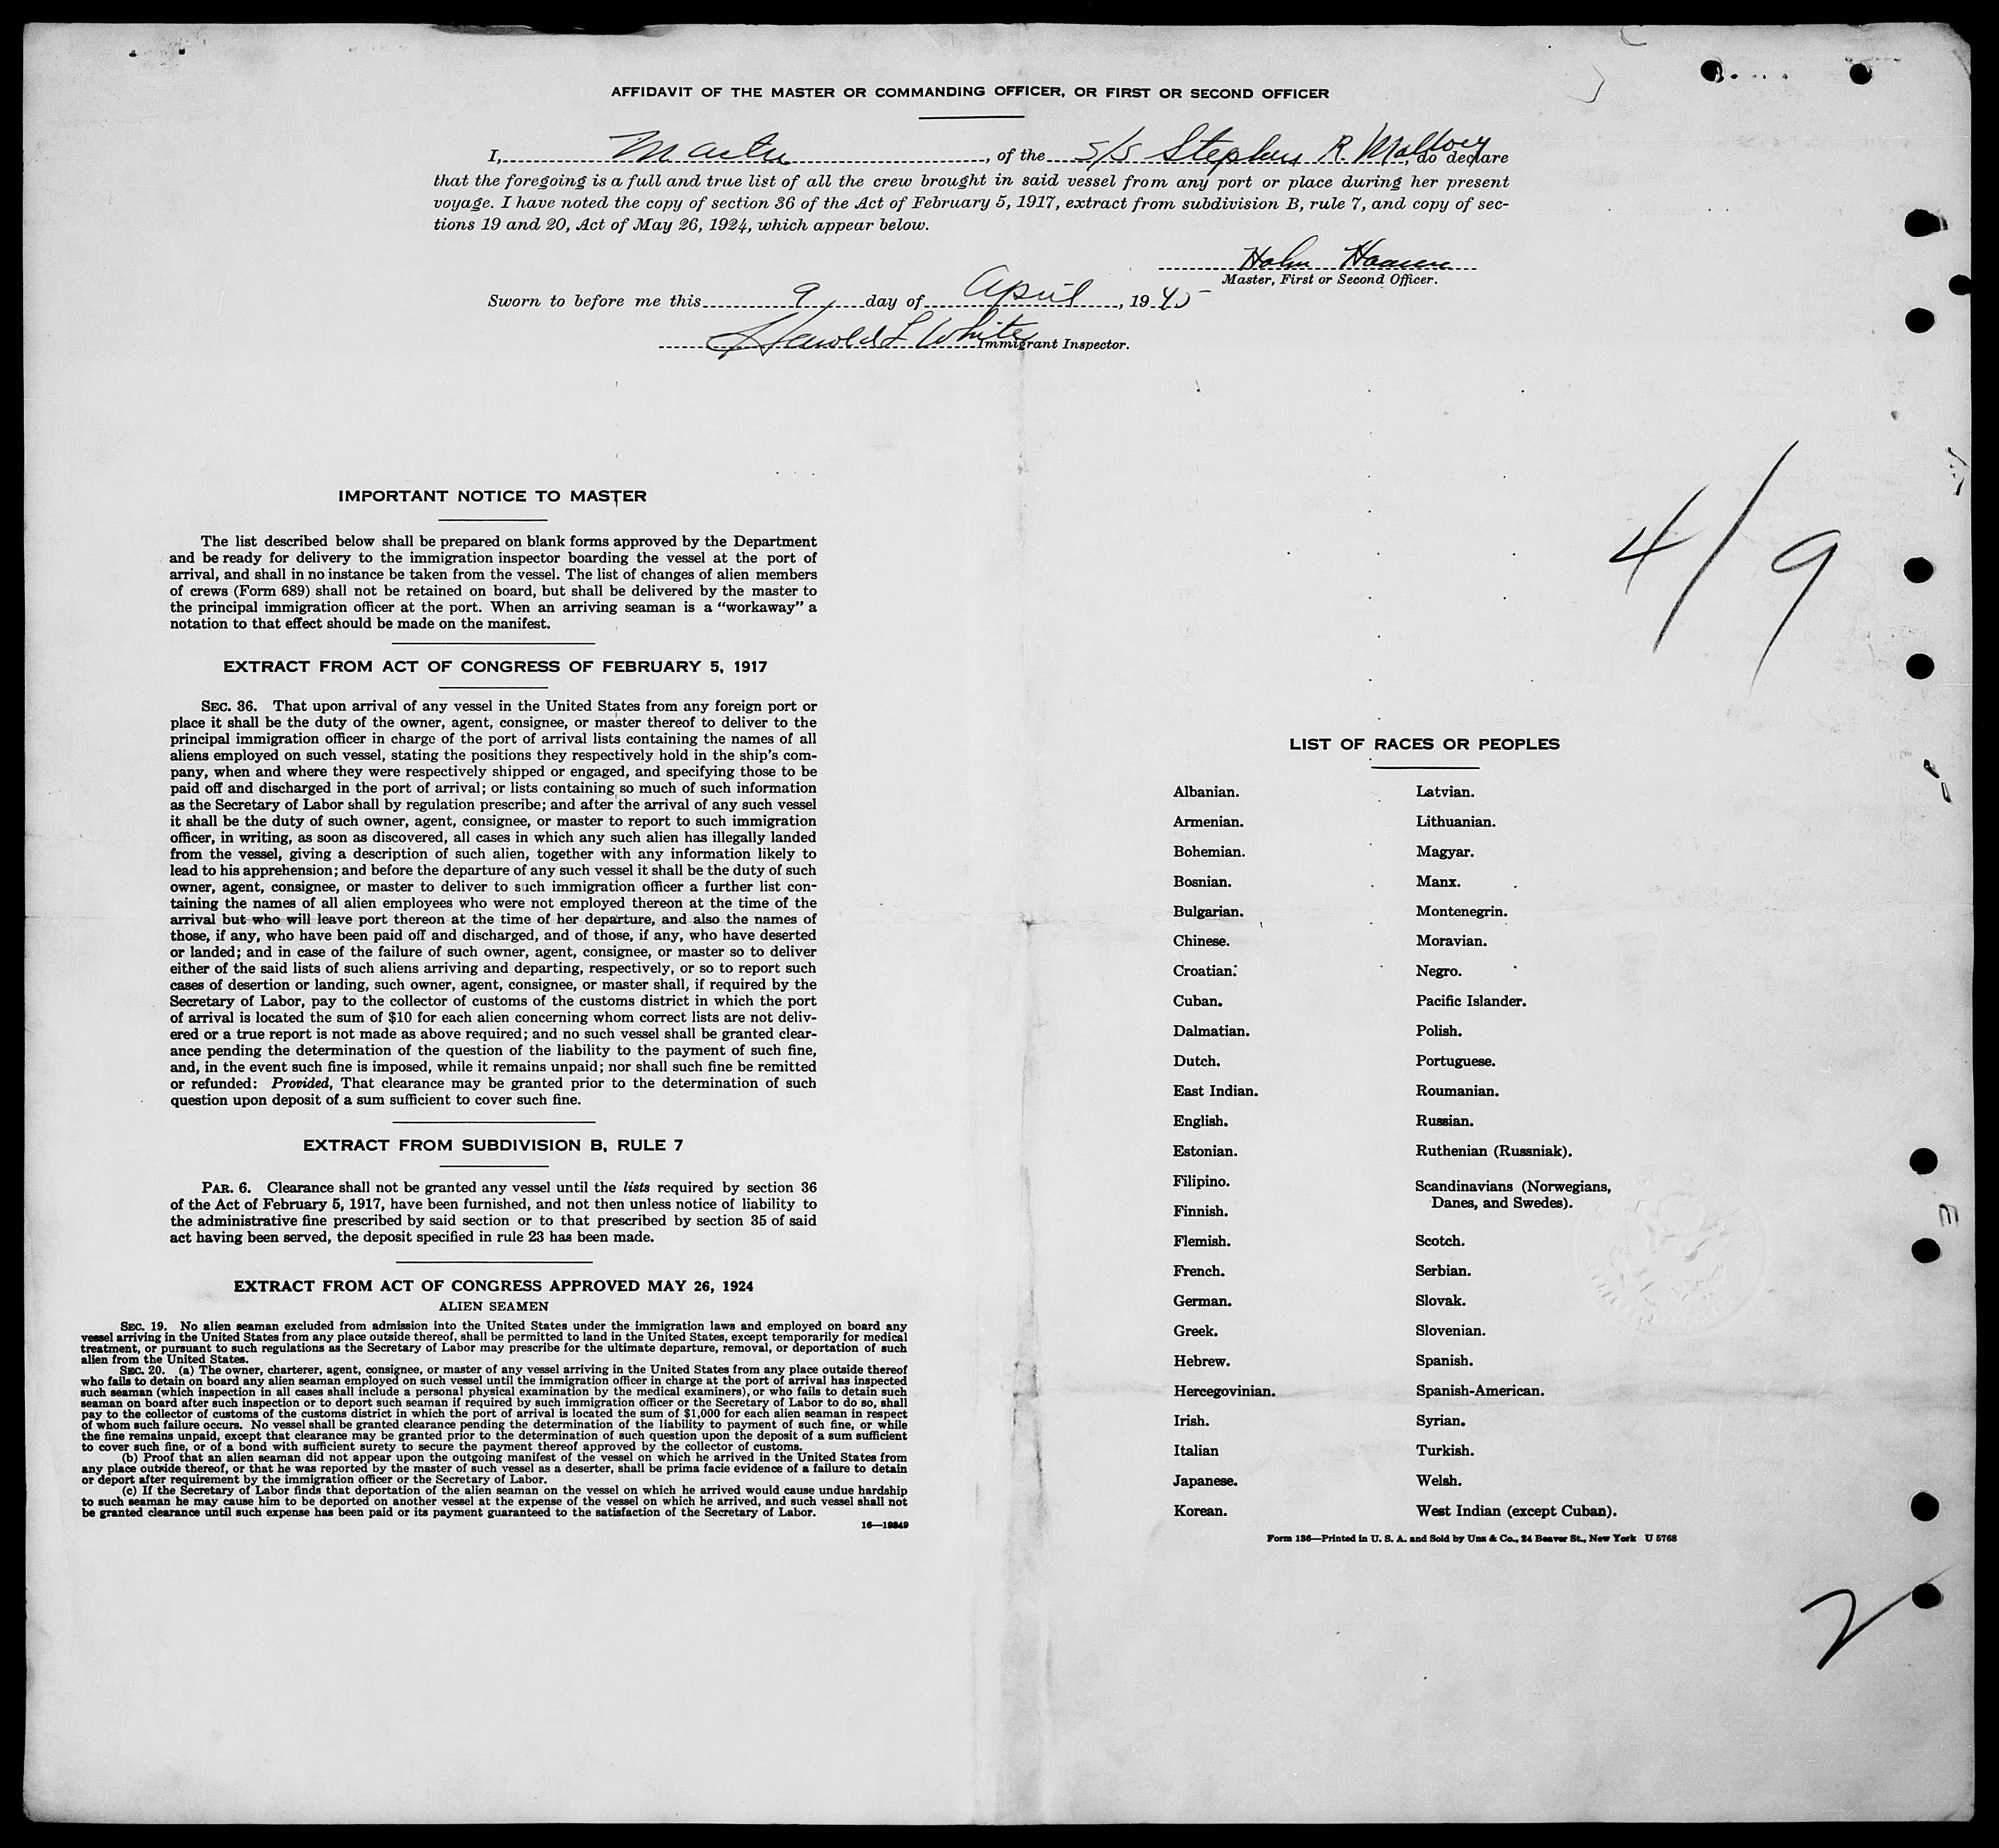 AFFIDAVIT OF THE MASTER OR COMMANDING OFFICER, OR FIRST OR SECOND OFFICER
I, Master, of the S/S Stephen R. Mallory, do declare
that the foregoing is a full and true list of all the crew brought in said vessel from any port or place during her present
voyage. I have noted the copy of section 36 of the Act of February 5, 1917, extract from subdivision B, rule 7, and copy of sec-
tions 19 and 20, Act of May 26, 1924, which appear below.
Holm
Master, First or Second Officer.
Sworn to before me this 9 day of April, 1945
Harold L White Immigrant Inspector.
IMPORTANT NOTICE TO MASTER
The list described below shall be prepared on blank forms approved by the Department
and be ready for delivery to the immigration inspector boarding the vessel at the port of
arrival, and shall in no instance be taken from the vessel. The list of changes of alien members
of crews (Form 689) shall not be retained on board, but shall be delivered by the master to
the principal immigration officer at the port. When an arriving seaman is a "workaway" a
notation to that effect should be made on the manifest.
EXTRACT FROM ACT OF CONGRESS OF FEBRUARY 5, 1917
SEC. 36. That upon arrival of any vessel in the United States from any foreign port or
place it shall be the duty of the owner, agent, consignee, or master thereof to deliver to the
principal immigration officer in charge of the port of arrival lists containing the names of all
aliens employed on such vessel, stating the positions they respectively hold in the ship's com-
pany, when and where they were respectively shipped or engaged, and specifying those to be
paid off and discharged in the port of arrival; or lists containing so much of such information
as the Secretary of Labor shall by regulation prescribe; and after the arrival of any such vessel
it shall be the duty of such owner, agent, consignee, or master to report to such immigration
officer, in writing, as soon as discovered, all cases in which any such alien has illegally landed
from the vessel, giving a description of such alien, together with any information likely to
lead to his apprehension; and before the departure of any such vessel it shall be the duty of such
owner, agent, consignee, or master to deliver to such immigration officer a further list con-
taining the names of all alien employees who were not employed thereon at the time of the
arrival but who will leave port thereon at the time of her departure, and also the names of
those, if any, who have been paid off and discharged, and of those, if any, who have deserted
or landed; and in case of the failure of such owner, agent, consignee, or master so to deliver
either of the said lists of such aliens arriving and departing, respectively, or so to report such
cases of desertion or landing, such owner, agent, consignee, or master shall, if required by the
Secretary of Labor, pay to the collector of customs of the customs district in which the port
of arrival is located the sum of $10 for each alien concerning whom correct lists are not deliv-
ered or a true report is not made as above required; and no such vessel shall be granted clear-
ance pending the determination of the question of the liability to the payment of such fine,
and, in the event such fine is imposed, while it remains unpaid; nor shall such fine be remitted
or refunded: Provided, That clearance may be granted prior to the determination of such
question upon deposit of a sum sufficient to cover such fine.
EXTRACT FROM SUBDIVISION B, RULE 7
PAR. 6. Clearance shall not be granted any vessel until the lists required by section 36
of the Act of February 5, 1917, have been furnished, and not then unless notice of liability to
the administrative fine prescribed by said section or to that prescribed by section 35 of said
act having been served, the deposit specified in rule 23 has been made.
EXTRACT FROM ACT OF CONGRESS APPROVED MAY 26, 1924
ALIEN SEAMEN
SEC. 19. No alien seaman excluded from admission into the United States under the immigration laws and employed on board any
vessel arriving in the United States from any place outside thereof, shall be permitted to land in the United States, except temporarily for medical
treatment, or pursuant to such regulations as the Secretary of Labor may prescribe for the ultimate departure, removal, or deportation of such
alien from the United States.
SEC. 20. (a) The owner, charterer, agent, consignee, or master of any vessel arriving in the United States from any place outside thereof
who fails to detain on board any alien seaman employed on such vessel until the immigration officer in charge at the port of arrival has inspected
such seaman (which inspection in all cases shall include a personal physical examination by the medical examiners), or who fails to detain such
seaman on board after such inspection or to deport such seaman if required by such immigration officer or the Secretary of Labor to do so, shall
pay to the collector of customs of the customs district in which the port of arrival is located the sum of $1,000 for each alien seaman in respect
of whom such failure occurs. No vessel shall be granted clearance pending the determination of the liability to payment of such fine, or while
the fine remains unpaid, except that clearance may be granted prior to the determination of such question upon the deposit of a sum sufficient
to cover such fine, or of a bond with sufficient surety to secure the payment thereof approved by the collector of customs.
(b) Proof that an alien seaman did not appear upon the outgoing manifest of the vessel on which he arrived in the United States from
any place outside thereof, or that he was reported by the master of such vessel as a deserter, shall be prima facie evidence of a failure to detain
or deport after requirement by the immigration officer or the Secretary of Labor.
(c) If the Secretary of Labor finds that deportation of the alien seaman on the vessel on which he arrived would cause undue hardship
to such seaman he may cause him to be deported on another vessel at the expense of the vessel on which he arrived, and such vessel shall not
be granted clearance until such expense has been paid or its payment guaranteed to the satisfaction of the Secretary of Labor.
16—19849
4/9
LIST OF RACES OR PEOPLES
Albanian. Latvian.
Armenian. Lithuanian.
Bohemian. Magyar.
Bosnian. Manx.
Bulgarian. Montenegrin.
Chinese. Moravian.
Croatian. Negro.
Cuban. Pacific Islander.
Dalmatian. Polish.
Dutch. Portuguese.
East Indian. Roumanian.
English. Russian.
Estonian. Ruthenian (Russniak).
Filipino. Scandinavians (Norwegians,
Danes, and Swedes).
Finnish.
Flemish. Scotch.
French. Serbian.
German. Slovak.
Greek. Slovenian.
Hebrew. Spanish.
Hercegovinian. Spanish-American.
Irish. Syrian.
Italian Turkish.
Japanese. Welsh.
Korean. West Indian (except Cuban).
Form 136—Printed in U. S. A. and Sold by Unz & Co., 24 Beaver St., New York U 5768
2